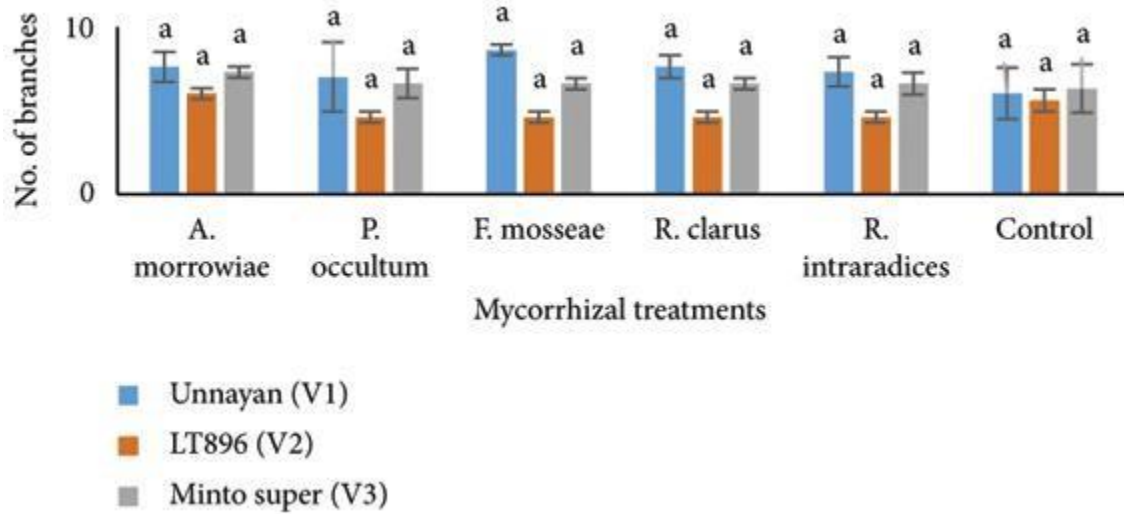 No. of branches
10
0
a a a
a a a
a a a
a a a
a a a
a a a
A.
morrowiae
P.
occultum
F. mosseae
R. clarus
R.
intraradices
Control
Mycorrhizal treatments
Unnayan (V1)
LT896 (V2)
Minto super (V3)